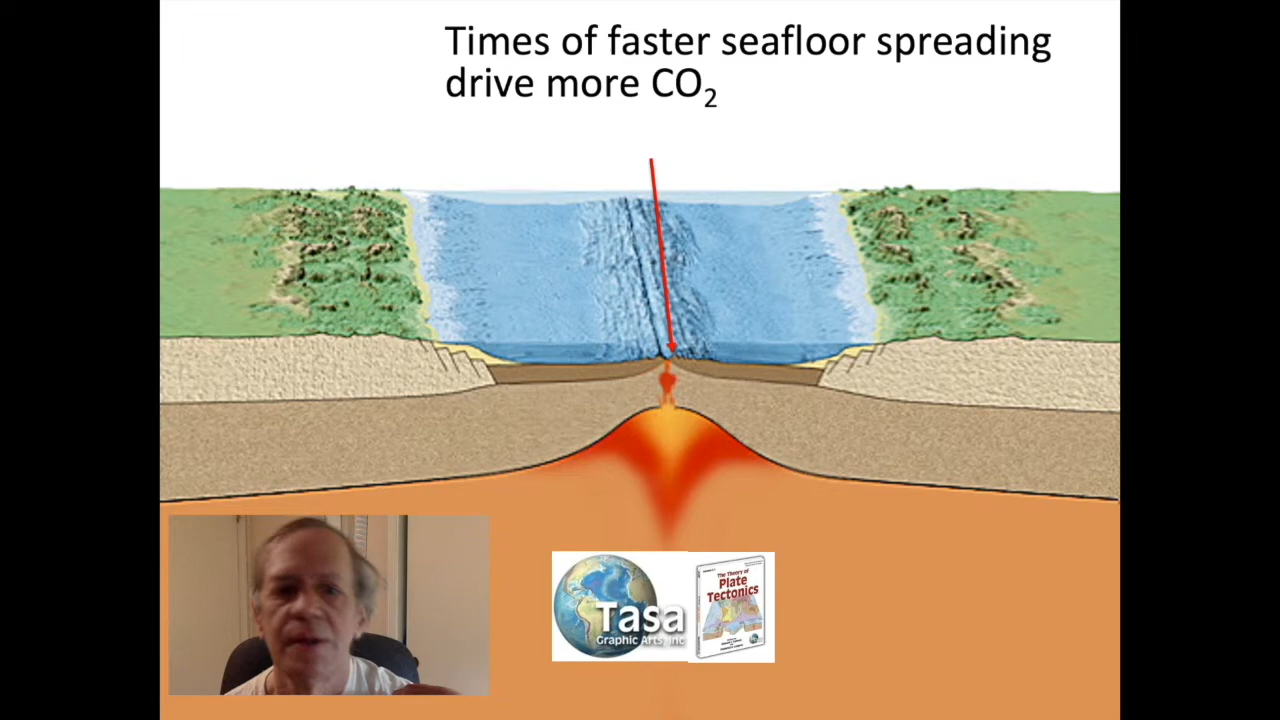 Times of faster seafloor spreading
drive more CO₂
Tasa
Graphic Arts, Inc
The Theory of
Plate
Tectonics